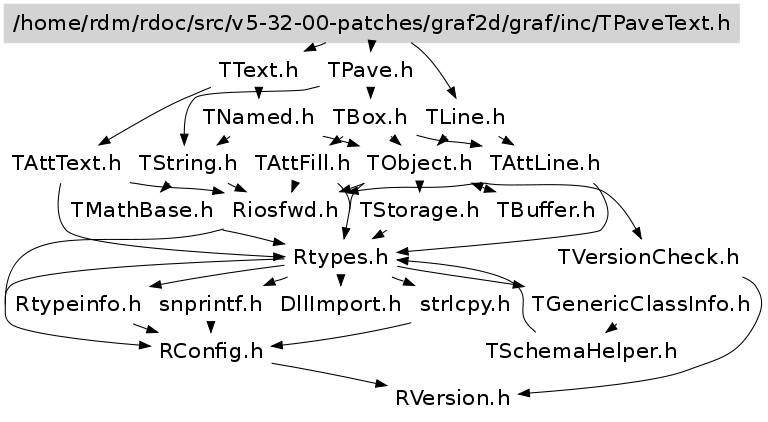 /home/rdm/rdoc/src/v5-32-00-patches/graf2d/graf/inc/TPaveText.h
TText.h TPave.h
TNamed.h TBox.h TLine.h
TAttText.h TString.h TAttFill.h TObject.h TAttLine.h
TMathBase.h Riosfwd.h TStorage.h TBuffer.h
Rtypes.h TVersionCheck.h
Rtypeinfo.h snprintf.h DllImport.h strlcpy.h TGenericClassInfo.h
RConfig.h TSchemaHelper.h
RVersion.h